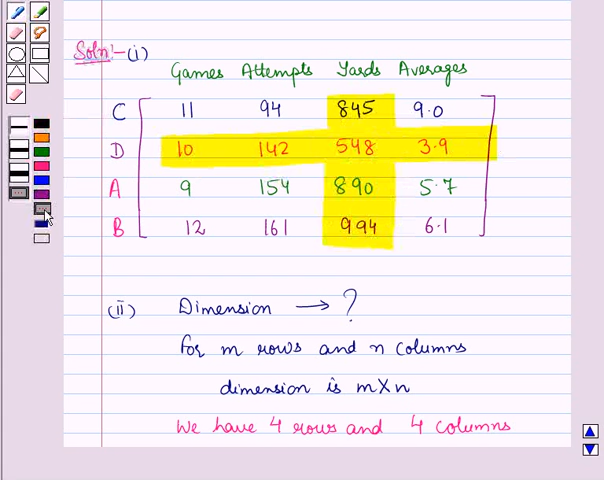 Soln:- (i)
Games Attempts Yards Averages
C 11 94 845 9.0
D 10 142 548 3.9
A 9 154 890 5.7
B 12 161 994 6.1
(ii) Dimension → ?
For m rows and n columns
dimension is m×n
We have 4 rows and 4 columns